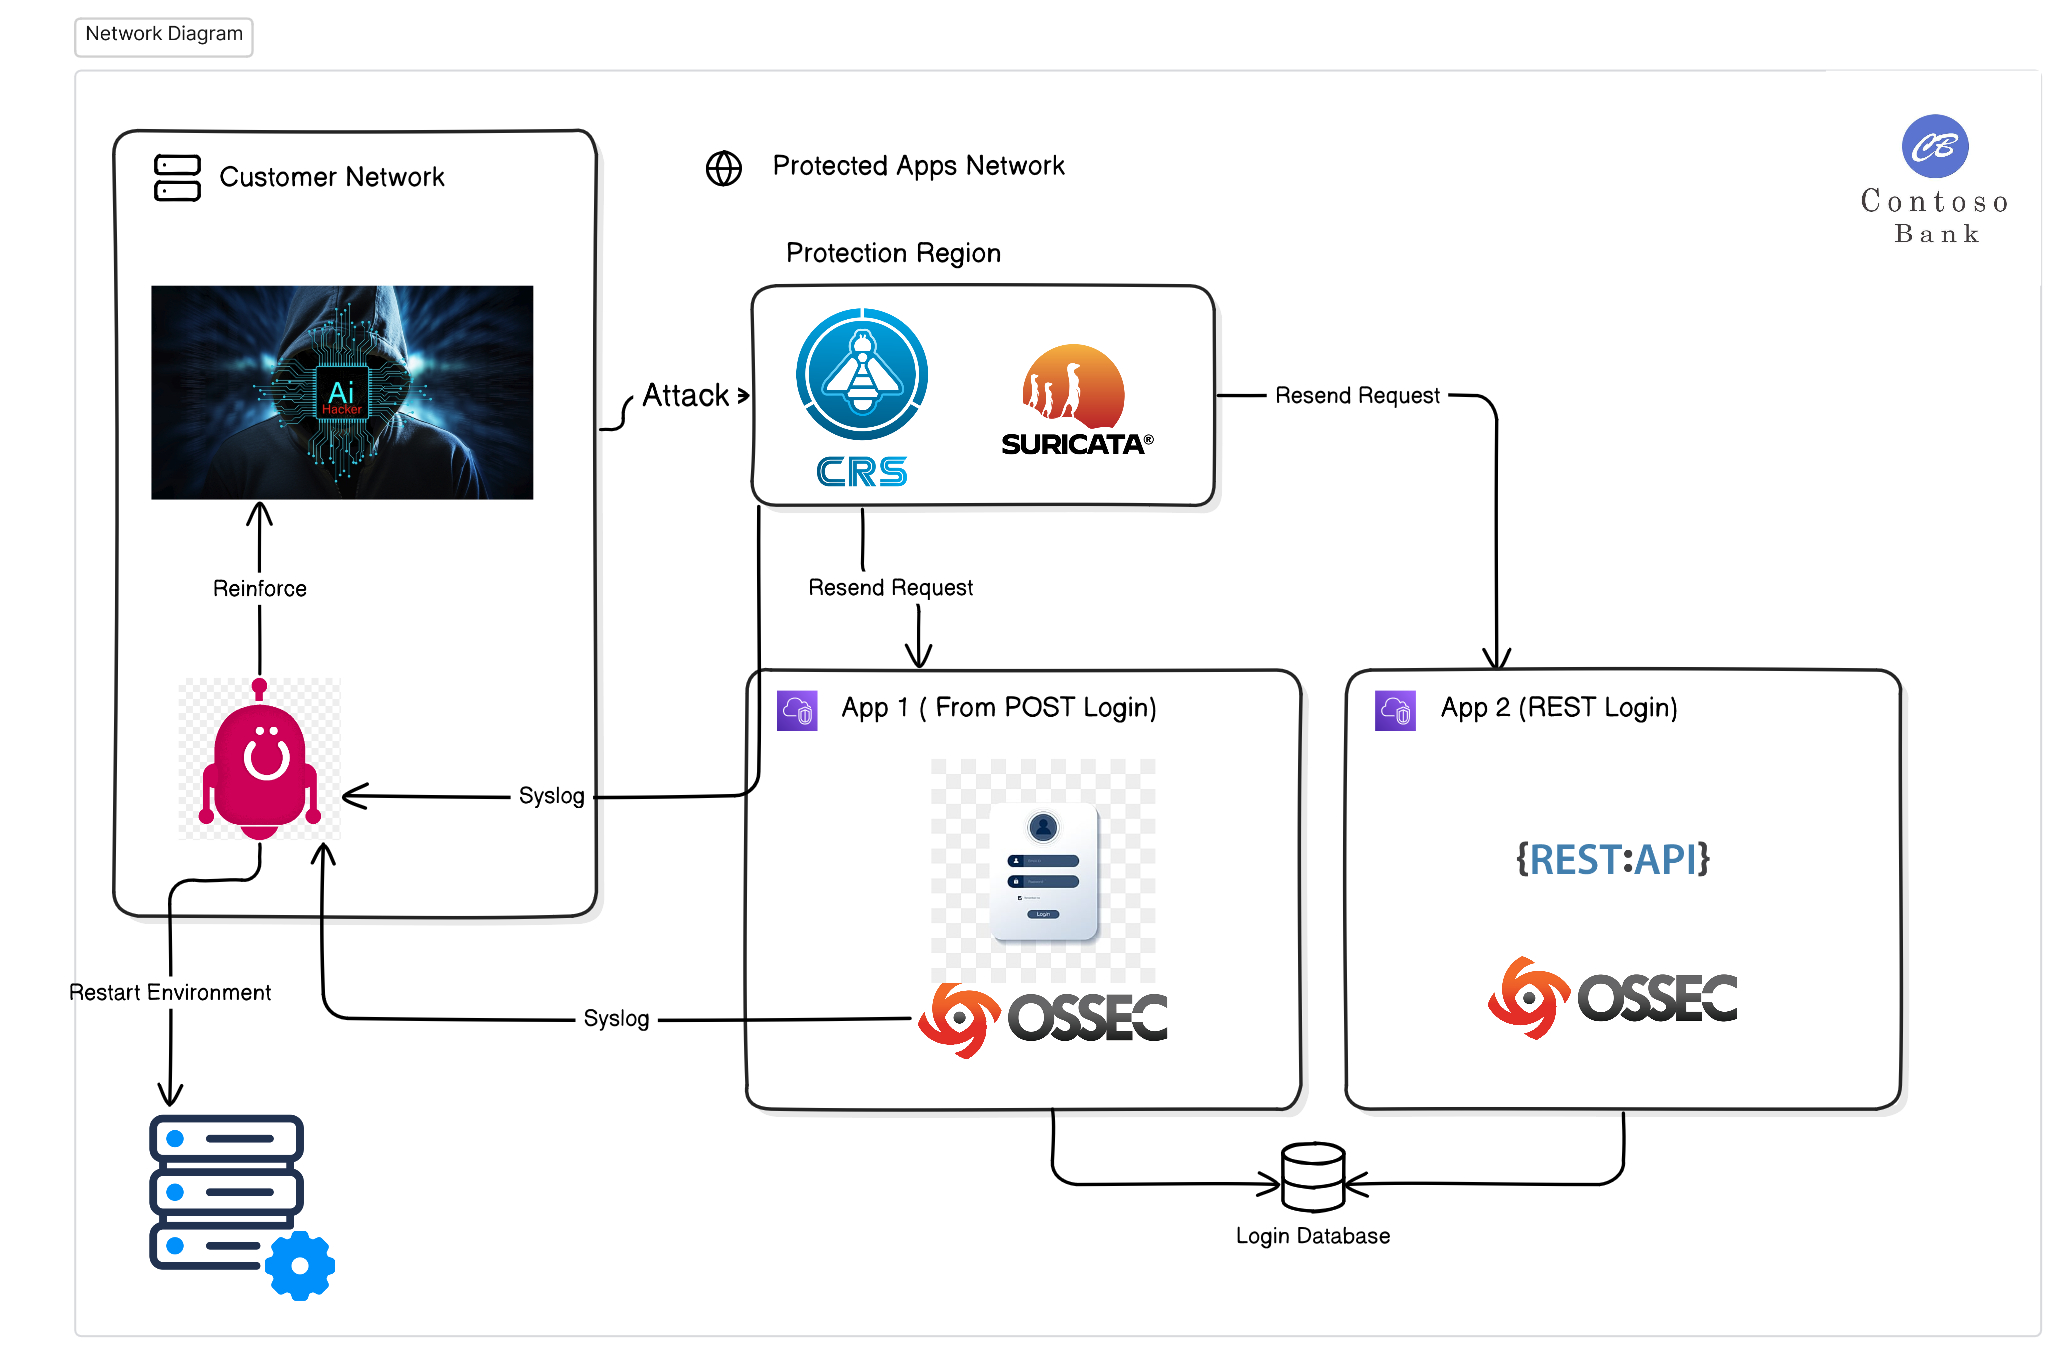 Network Diagram
Customer Network
Protected Apps Network
CB
Contoso
Bank
Protection Region
Ai
Hacker
Attack
CRS
SURICATA®
Resend Request
Reinforce
Resend Request
App 1 ( From POST Login)
App 2 (REST Login)
Syslog
{REST:API}
Login
Restart Environment
Syslog
OSSEC
OSSEC
Login Database